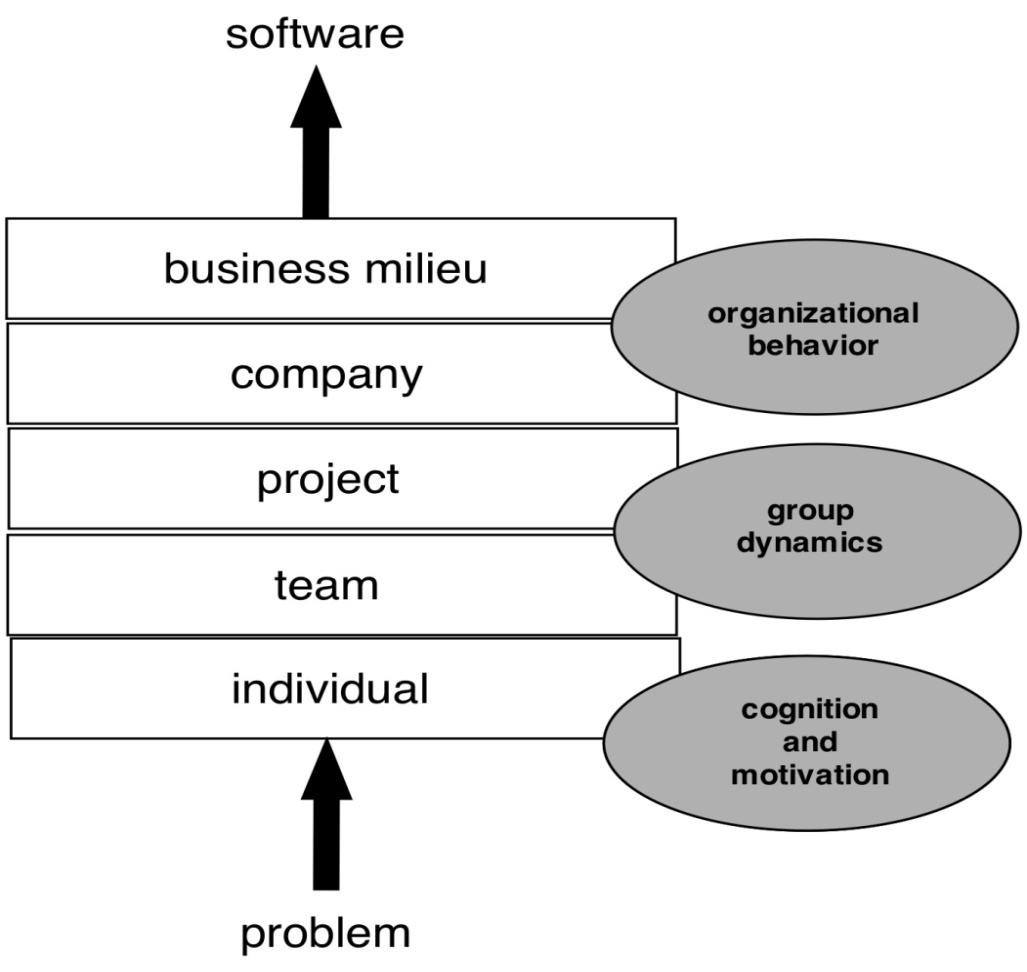 software
business milieu
organizational
behavior
company
project
group
dynamics
team
individual
cognition
and
motivation
problem